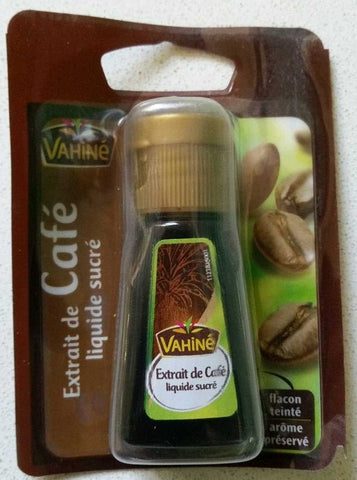 VAHINÉ
Extrait de Café
liquide sucré
VAHINÉ
Extrait de Café
liquide sucré
flacon
teinté
arôme
préservé